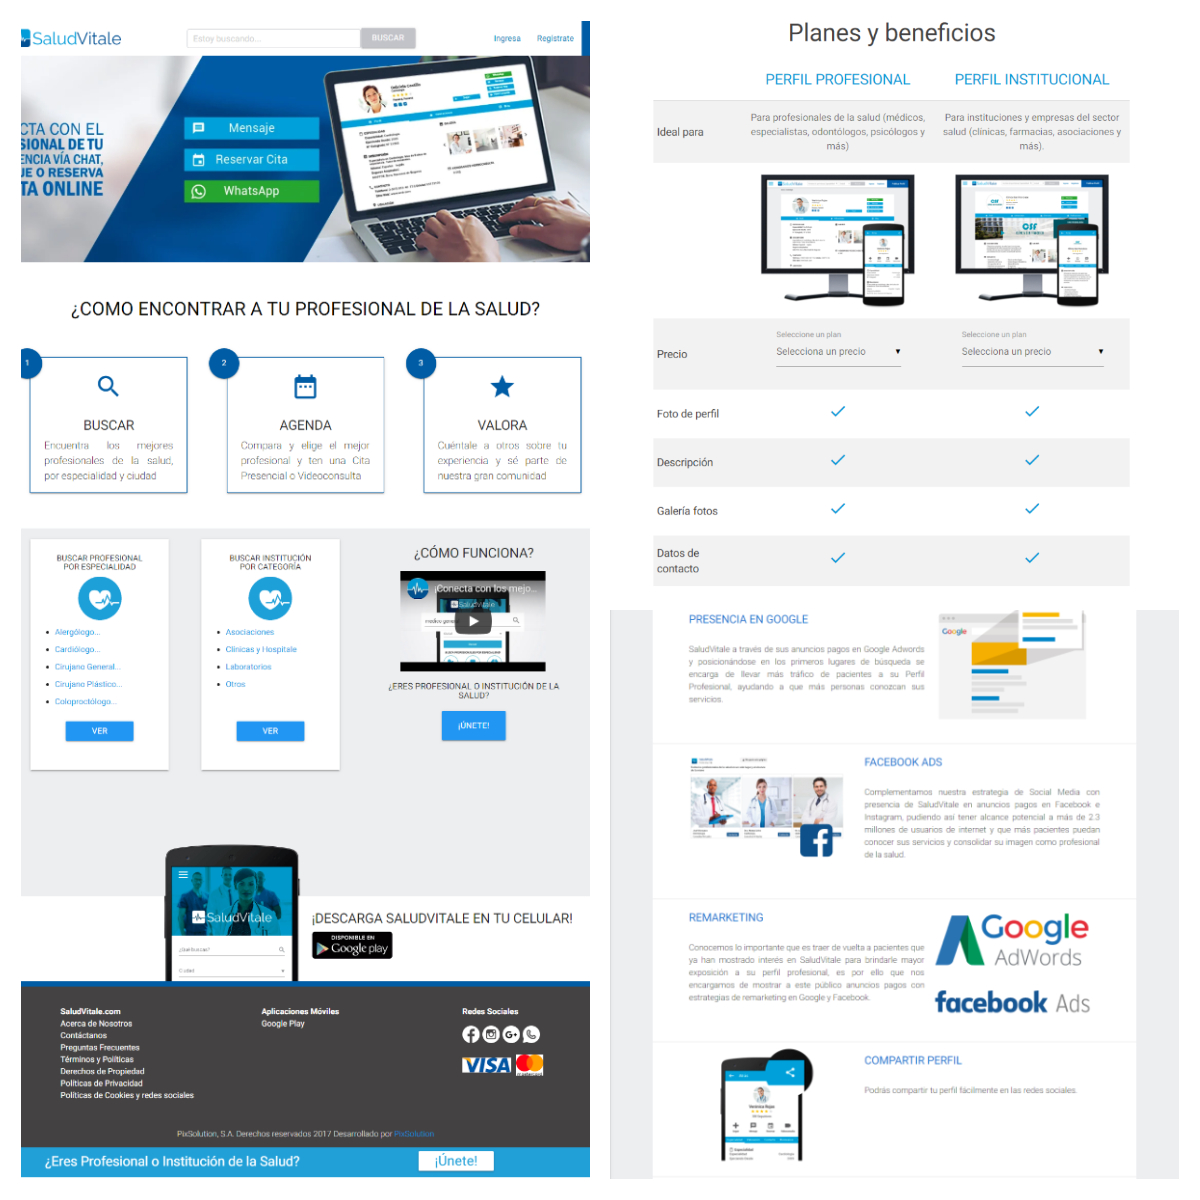 SaludVitale
Estoy buscando...
BUSCAR
Ingresa
Registrate
CTA CON EL
SIONAL DE TU
ENCIA VÍA CHAT,
UE O RESERVA
TA ONLINE
Mensaje
Reservar Cita
WhatsApp
¿COMO ENCONTRAR A TU PROFESIONAL DE LA SALUD?
1
BUSCAR
Encuentra los mejores
profesionales de la salud,
por especialidad y ciudad
2
AGENDA
Compara y elige el mejor
profesional y ten una Cita
Presencial o Videoconsulta
3
VALORA
Cuéntale a otros sobre tu
experiencia y sé parte de
nuestra gran comunidad
BUSCAR PROFESIONAL
POR ESPECIALIDAD
Alergólogo...
Cardiólogo...
Cirujano General...
Cirujano Plástico...
Coloproctólogo...
VER
BUSCAR INSTITUCIÓN
POR CATEGORÍA
Asociaciones
Clínicas y Hospitale
Laboratorios
Otros
VER
¿CÓMO FUNCIONA?
¡Conecta con los mejo...
SaludVitale
medico general
¿ERES PROFESIONAL O INSTITUCIÓN DE LA
SALUD?
¡ÚNETE!
SaludVitale
¿Qué buscas?
Ciudad
¡DESCARGA SALUDVITALE EN TU CELULAR!
DISPONIBLE EN
Google play
SaludVitale.com
Acerca de Nosotros
Contáctanos
Preguntas Frecuentes
Términos y Políticas
Derechos de Propiedad
Políticas de Privacidad
Políticas de Cookies y redes sociales
Aplicaciones Móviles
Google Play
Redes Sociales
VISA
PixSolution, S.A. Derechos reservados 2017 Desarrollado por PixSolution
¿Eres Profesional o Institución de la Salud?
¡Únete!
Planes y beneficios
PERFIL PROFESIONAL
PERFIL INSTITUCIONAL
Ideal para
Para profesionales de la salud (médicos,
especialistas, odontólogos, psicólogos y
más)
Para instituciones y empresas del sector
salud (clínicas, farmacias, asociaciones y
más).
Precio
Seleccione un plan
Selecciona un precio
Seleccione un plan
Selecciona un precio
Foto de perfil
Descripción
Galería fotos
Datos de
contacto
PRESENCIA EN GOOGLE
SaludVitale a través de sus anuncios pagos en Google Adwords
y posicionándose en los primeros lugares de búsqueda se
encarga de llevar más tráfico de pacientes a su Perfil
Profesional, ayudando a que más personas conozcan sus
servicios.
Google
FACEBOOK ADS
Complementamos nuestra estrategia de Social Media con
presencia de SaludVitale en anuncios pagos en Facebook e
Instagram, pudiendo así tener alcance potencial a más de 2.3
millones de usuarios de internet y que más pacientes puedan
conocer sus servicios y consolidar su imagen como profesional
de la salud.
REMARKETING
Conocemos lo importante que es traer de vuelta a pacientes que
ya han mostrado interés en SaludVitale para brindarle mayor
exposición a su perfil profesional, es por ello que nos
encargamos de mostrar a este público anuncios pagos con
estrategias de remarketing en Google y Facebook.
Google
AdWords
facebook Ads
COMPARTIR PERFIL
Podrás compartir tu perfil fácilmente en las redes sociales.